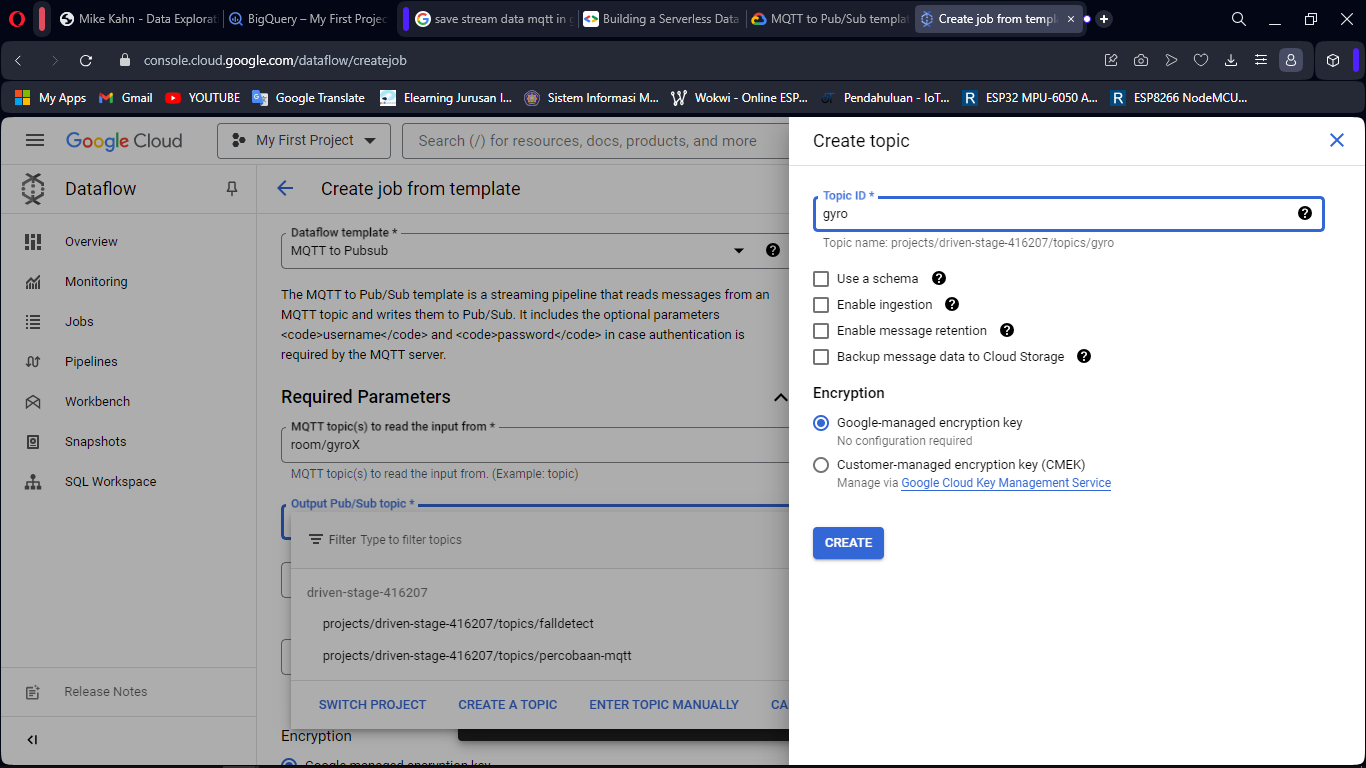 Mike Kahn - Data Explorat
BigQuery – My First Projec
save stream data mqtt in g
Building a Serverless Data
MQTT to Pub/Sub templat
Create job from templ
console.cloud.google.com/dataflow/createjob
My Apps
Gmail
YOUTUBE
Google Translate
Elearning Jurusan I...
Sistem Informasi M...
Wokwi - Online ESP...
Pendahuluan - IoT...
ESP32 MPU-6050 A...
ESP8266 NodeMCU...
Google Cloud
My First Project
Search (/) for resources, docs, products, and more
Dataflow
Overview
Monitoring
Jobs
Pipelines
Workbench
Snapshots
SQL Workspace
Release Notes
Create job from template
Dataflow template *
MQTT to Pubsub
The MQTT to Pub/Sub template is a streaming pipeline that reads messages from an
MQTT topic and writes them to Pub/Sub. It includes the optional parameters
<code>username</code> and <code>password</code> in case authentication is
required by the MQTT server.
Required Parameters
MQTT topic(s) to read the input from *
room/gyroX
MQTT topic(s) to read the input from. (Example: topic)
Output Pub/Sub topic *
Filter Type to filter topics
driven-stage-416207
projects/driven-stage-416207/topics/falldetect
projects/driven-stage-416207/topics/percobaan-mqtt
SWITCH PROJECT
CREATE A TOPIC
ENTER TOPIC MANUALLY
CA
Encryption
Google-managed encryption key
Create topic
Topic ID *
gyro
Topic name: projects/driven-stage-416207/topics/gyro
Use a schema
Enable ingestion
Enable message retention
Backup message data to Cloud Storage
Encryption
Google-managed encryption key
No configuration required
Customer-managed encryption key (CMEK)
Manage via Google Cloud Key Management Service
CREATE